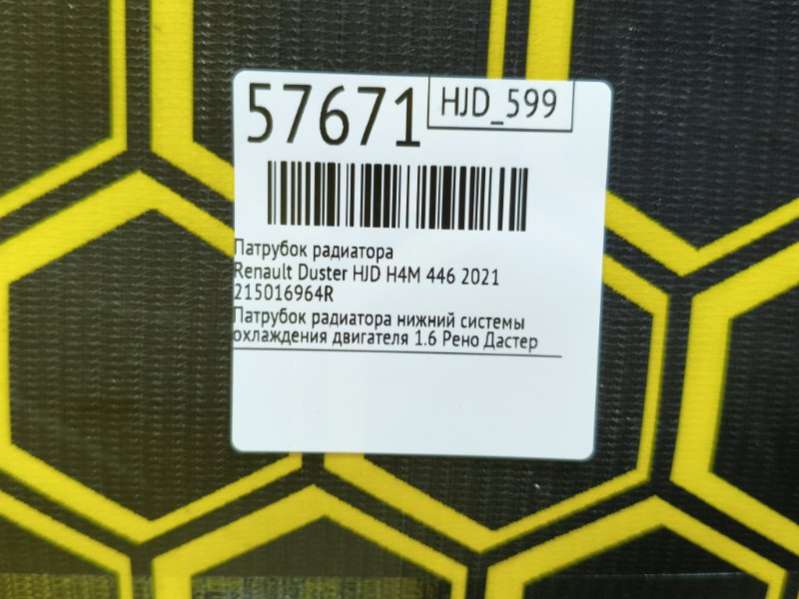 57671
HJD_599
Патрубок радиатора
Renault Duster HJD H4M 446 2021
215016964R
Патрубок радиатора нижний системы
охлаждения двигателя 1.6 Рено Дастер